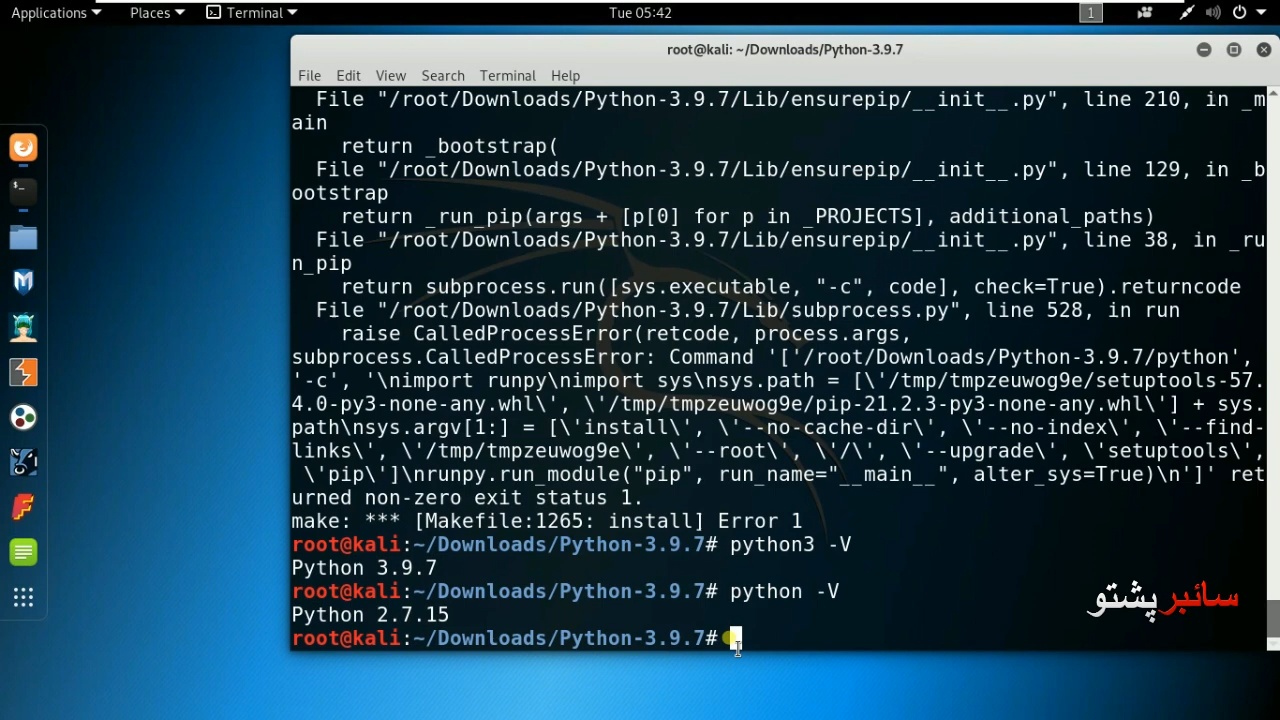 Applications Places Terminal Tue 05:42 1
root@kali: ~/Downloads/Python-3.9.7
File Edit View Search Terminal Help
  File "/root/Downloads/Python-3.9.7/Lib/ensurepip/__init__.py", line 210, in _m
ain
    return _bootstrap(
  File "/root/Downloads/Python-3.9.7/Lib/ensurepip/__init__.py", line 129, in _b
ootstrap
    return _run_pip(args + [p[0] for p in _PROJECTS], additional_paths)
  File "/root/Downloads/Python-3.9.7/Lib/ensurepip/__init__.py", line 38, in _ru
n_pip
    return subprocess.run([sys.executable, "-c", code], check=True).returncode
  File "/root/Downloads/Python-3.9.7/Lib/subprocess.py", line 528, in run
    raise CalledProcessError(retcode, process.args,
subprocess.CalledProcessError: Command '['/root/Downloads/Python-3.9.7/python',
'-c', '\nimport runpy\nimport sys\nsys.path = [\'/tmp/tmpzeuwog9e/setuptools-57.
4.0-py3-none-any.whl\', \'/tmp/tmpzeuwog9e/pip-21.2.3-py3-none-any.whl\'] + sys.
path\nsys.argv[1:] = [\'install\', \'--no-cache-dir\', \'--no-index\', \'--find-
links\', \'/tmp/tmpzeuwog9e\', \'--root\', \'/\', \'--upgrade\', \'setuptools\',
 \'pip\']\nrunpy.run_module("pip", run_name="__main__", alter_sys=True)\n']' ret
urned non-zero exit status 1.
make: *** [Makefile:1265: install] Error 1
root@kali:~/Downloads/Python-3.9.7# python3 -V
Python 3.9.7
root@kali:~/Downloads/Python-3.9.7# python -V
Python 2.7.15
root@kali:~/Downloads/Python-3.9.7#
سائبر پشتو